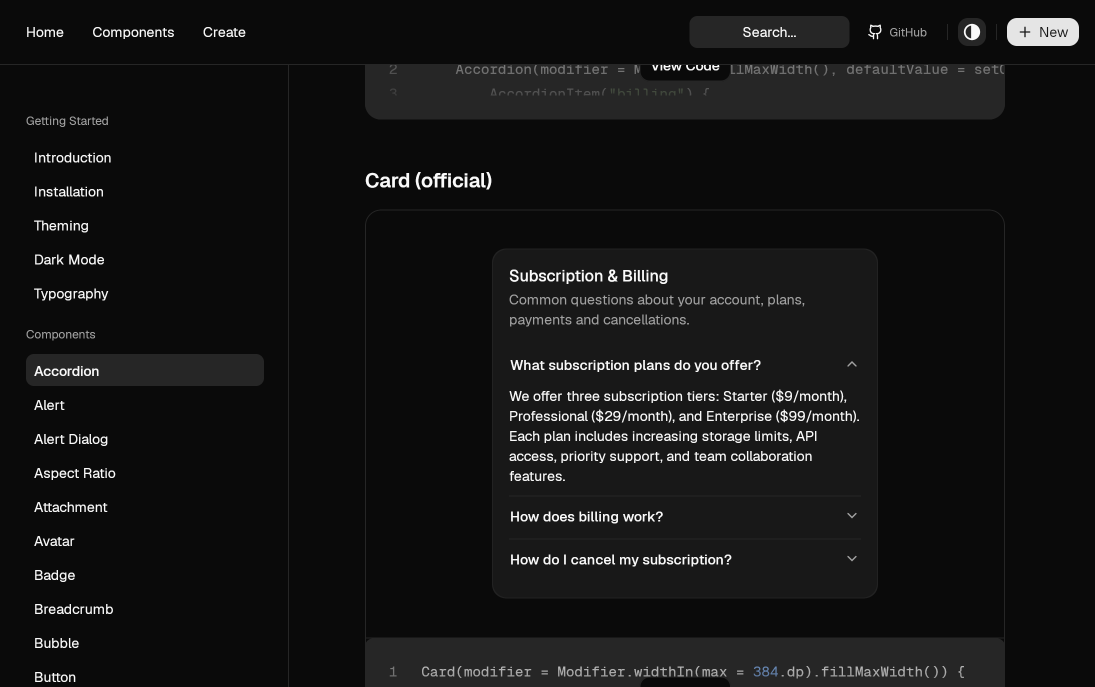 Home
Components
Create
Search...
GitHub
New
Getting Started
Introduction
Installation
Theming
Dark Mode
Typography
Components
Accordion
Alert
Alert Dialog
Aspect Ratio
Attachment
Avatar
Badge
Breadcrumb
Bubble
Button
2 Accordion(modifier = M llMaxWidth(), defaultValue = set
View Code
3 AccordionItem("billing") {
Card (official)
Subscription & Billing
Common questions about your account, plans,
payments and cancellations.
What subscription plans do you offer?
We offer three subscription tiers: Starter ($9/month),
Professional ($29/month), and Enterprise ($99/month).
Each plan includes increasing storage limits, API
access, priority support, and team collaboration
features.
How does billing work?
How do I cancel my subscription?
1 Card(modifier = Modifier.widthIn(max = 384.dp).fillMaxWidth()) {